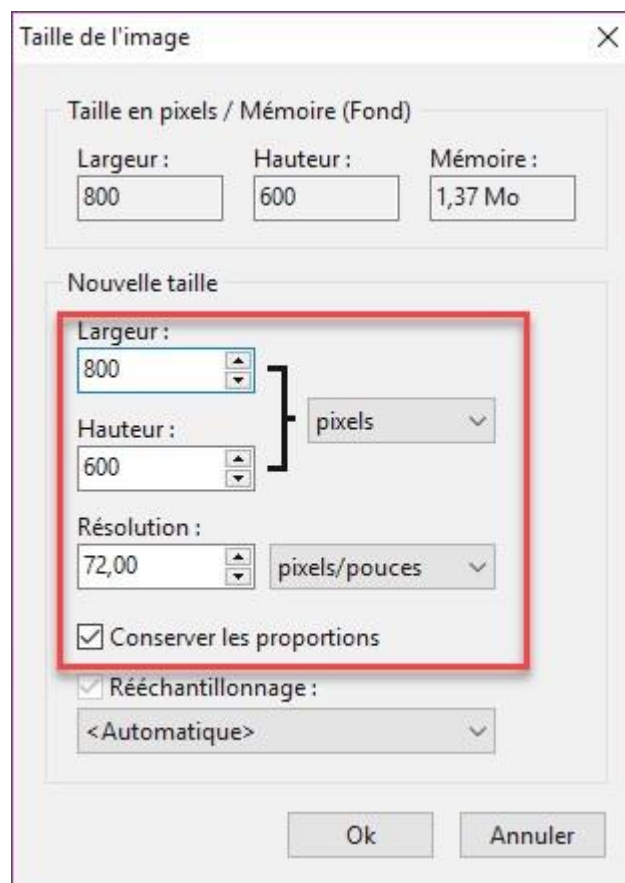 Taille de l'image
Taille en pixels / Mémoire (Fond)
Largeur : Hauteur : Mémoire :
800 600 1,37 Mo
Nouvelle taille
Largeur :
800
pixels
Hauteur :
600
Résolution :
72,00 pixels/pouces
Conserver les proportions
Rééchantillonnage :
<Automatique>
Ok Annuler